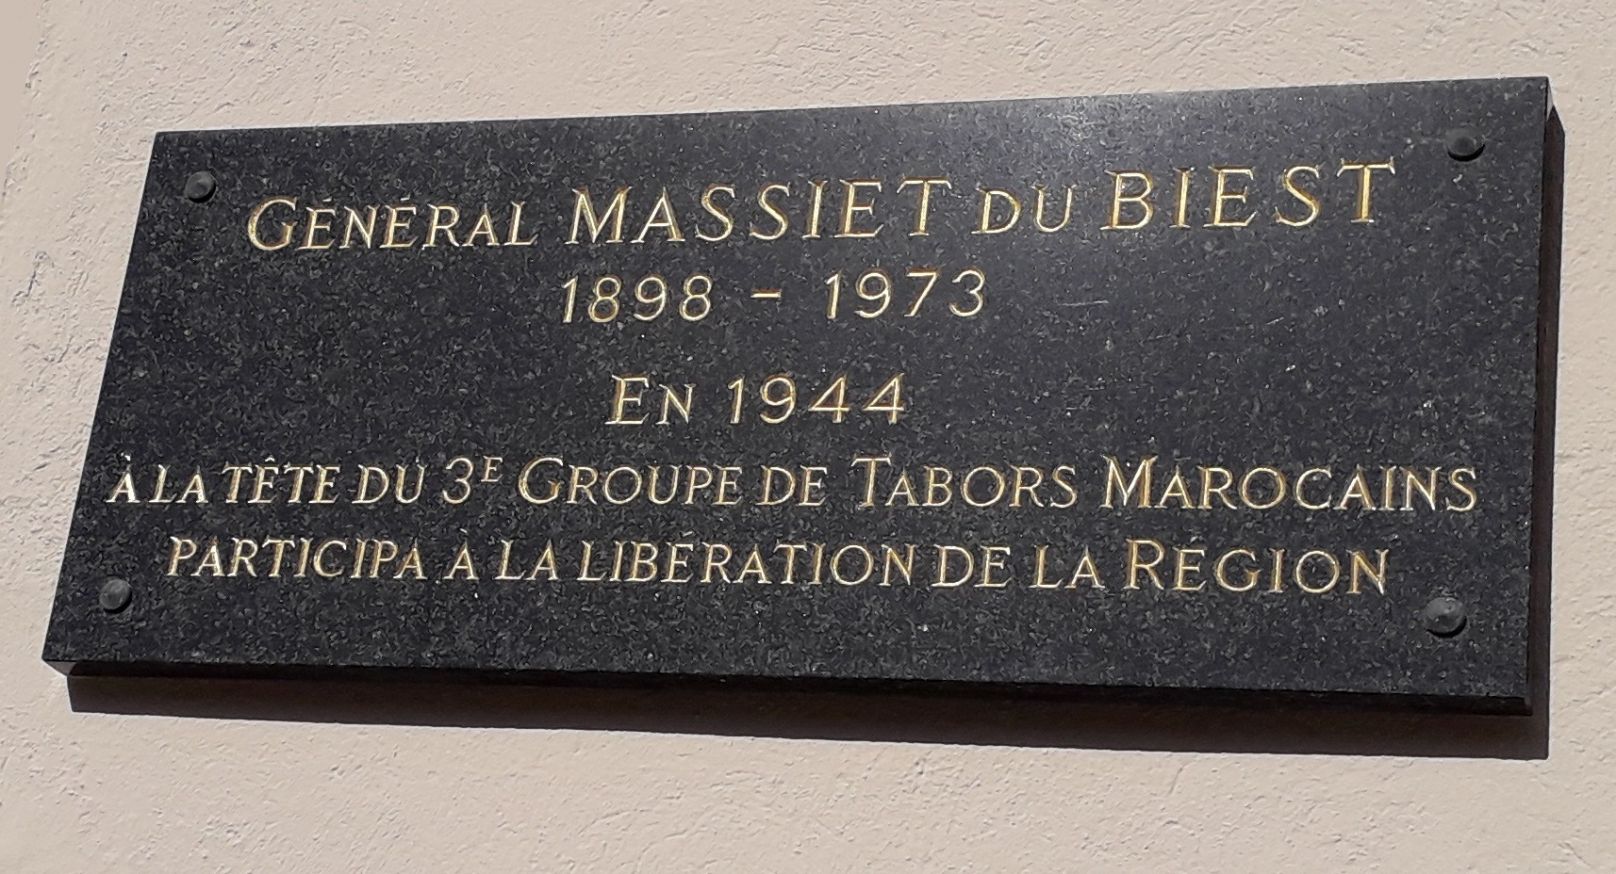 GÉNÉRAL MASSIET DU BIEST
1898 - 1973
EN 1944
À LA TÊTE DU 3E GROUPE DE TABORS MAROCAINS
PARTICIPA À LA LIBÉRATION DE LA RÉGION